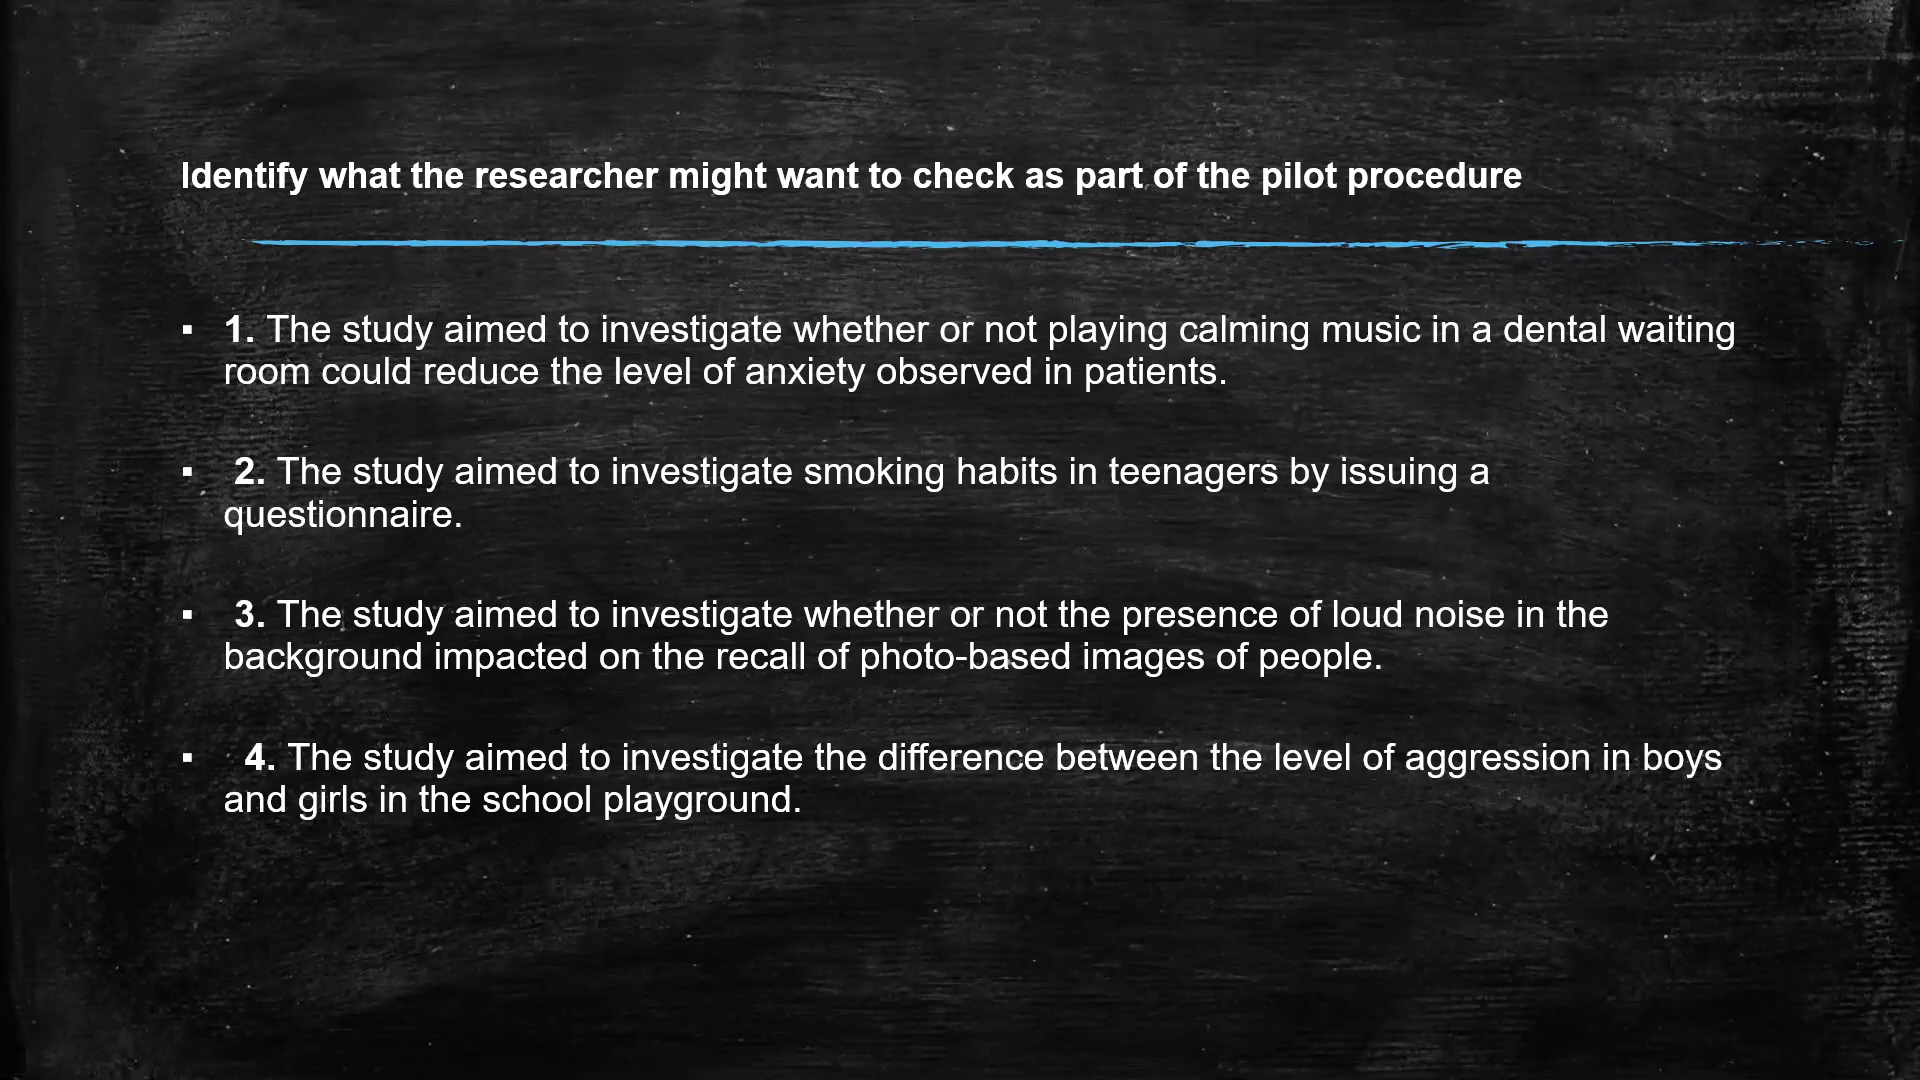 Identify what the researcher might want to check as part of the pilot procedure
▪ 1. The study aimed to investigate whether or not playing calming music in a dental waiting
room could reduce the level of anxiety observed in patients.
▪ 2. The study aimed to investigate smoking habits in teenagers by issuing a
questionnaire.
▪ 3. The study aimed to investigate whether or not the presence of loud noise in the
background impacted on the recall of photo-based images of people.
▪ 4. The study aimed to investigate the difference between the level of aggression in boys
and girls in the school playground.